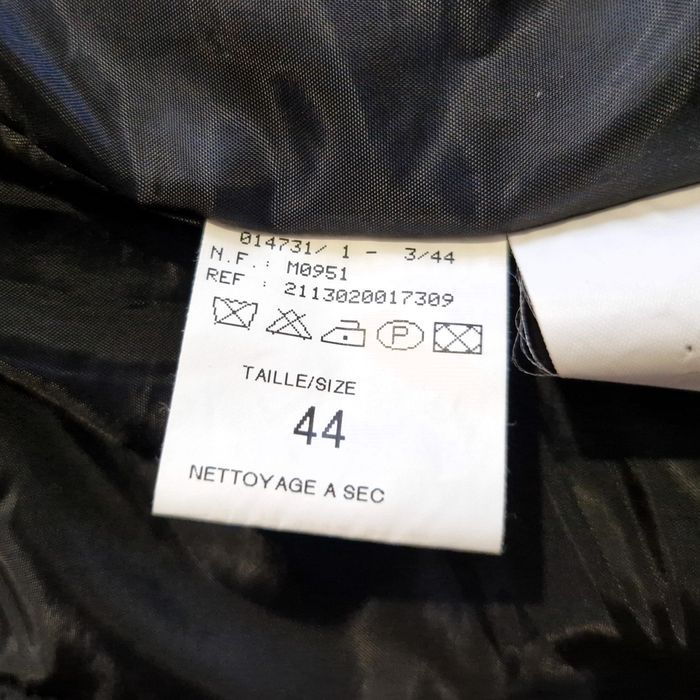 014731/ 1 - 3/44
N.F. : M0951
REF : 2113020017309
P
TAILLE/SIZE
44
NETTOYAGE A SEC